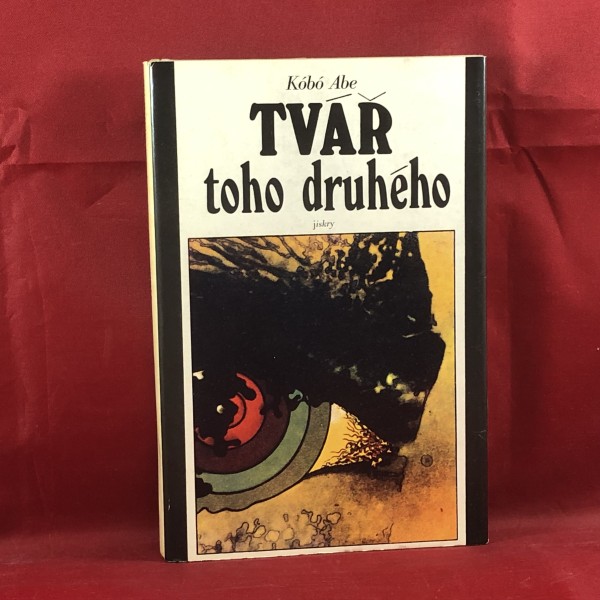 Kóbó Abe
TVÁŘ
toho druhého
jiskry